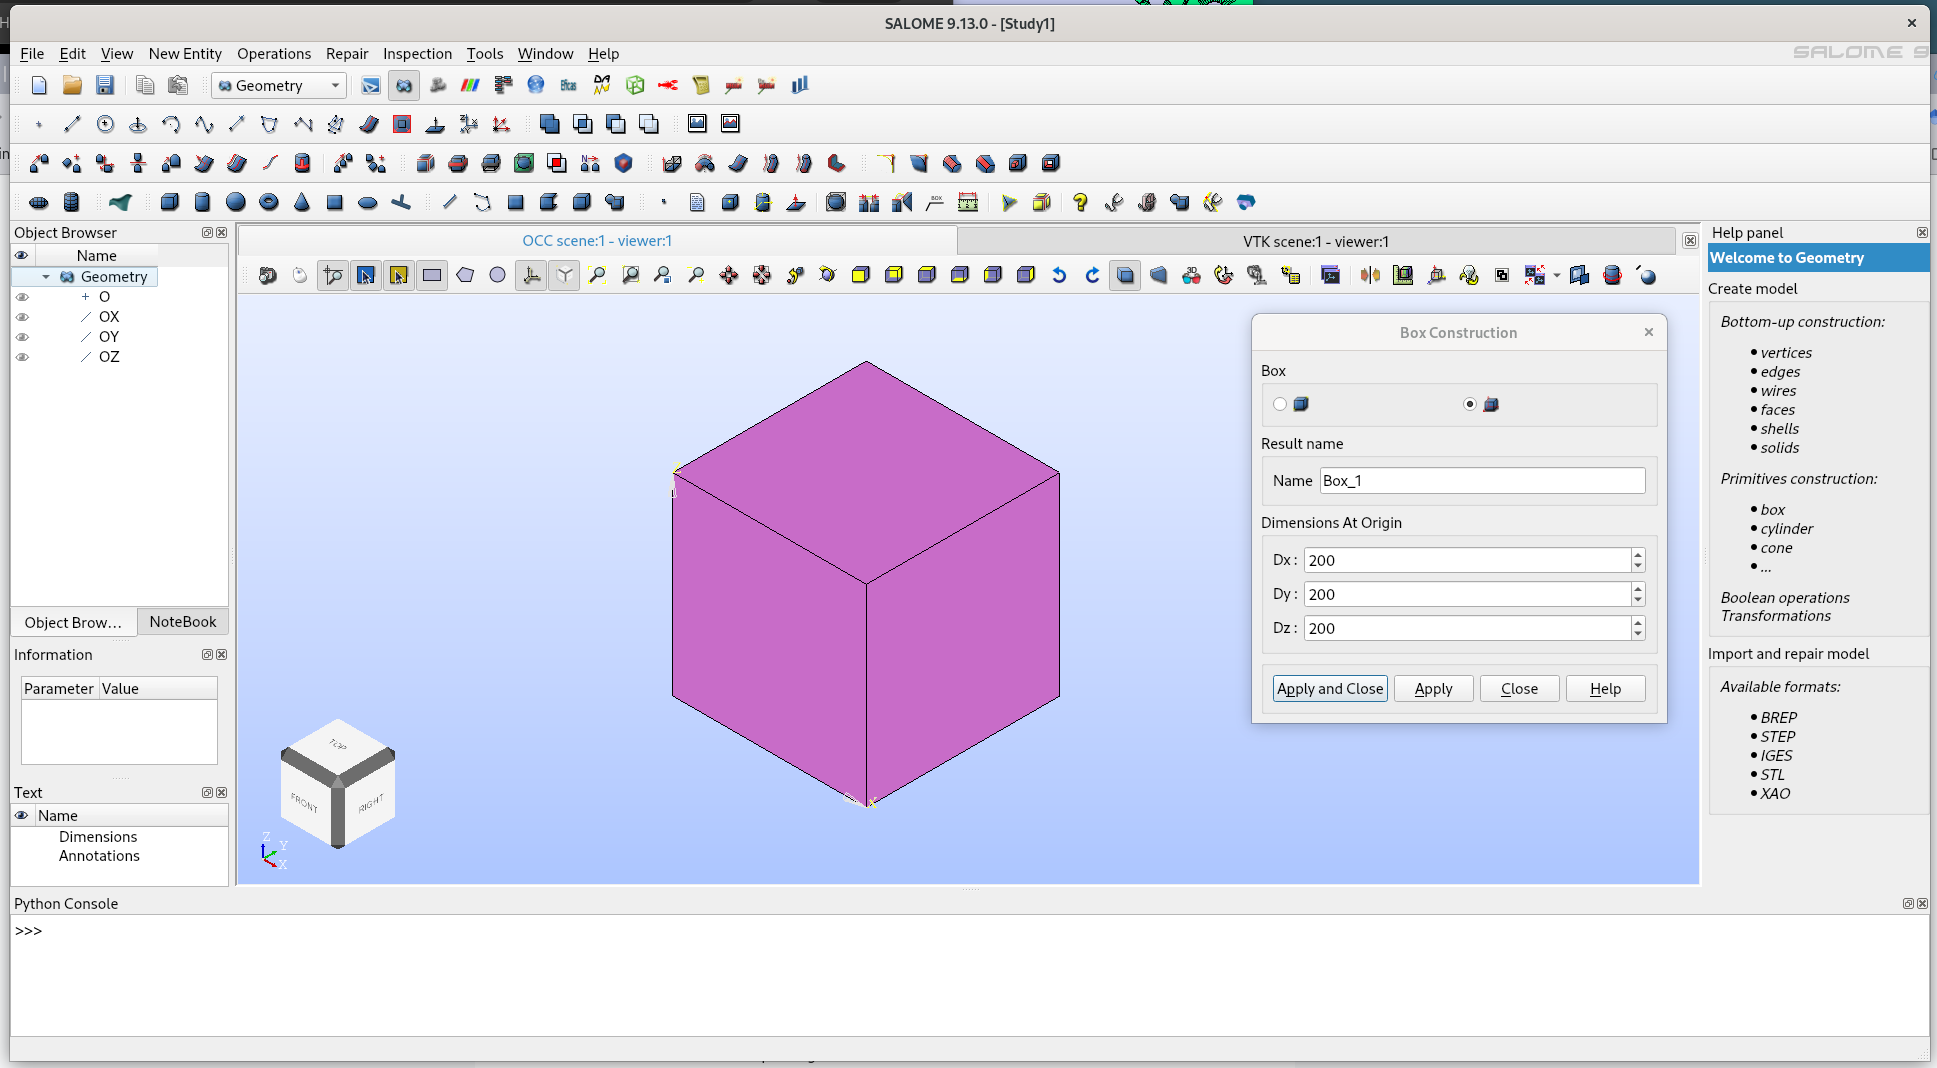 SALOME 9.13.0 - [Study1]
File Edit View New Entity Operations Repair Inspection Tools Window Help
SALOME 9
Geometry
Object Browser
Name
Geometry
O
OX
OY
OZ
Object Brow... NoteBook
Information
Parameter Value
Text
Name
Dimensions
Annotations
OCC scene:1 - viewer:1
VTK scene:1 - viewer:1
TOP
FRONT
RIGHT
Z
Y
X
X
Box Construction
Box
Result name
Name Box_1
Dimensions At Origin
Dx : 200
Dy : 200
Dz : 200
Apply and Close Apply Close Help
Help panel
Welcome to Geometry
Create model
Bottom-up construction:
vertices
edges
wires
faces
shells
solids
Primitives construction:
box
cylinder
cone
...
Boolean operations
Transformations
Import and repair model
Available formats:
BREP
STEP
IGES
STL
XAO
Python Console
>>>